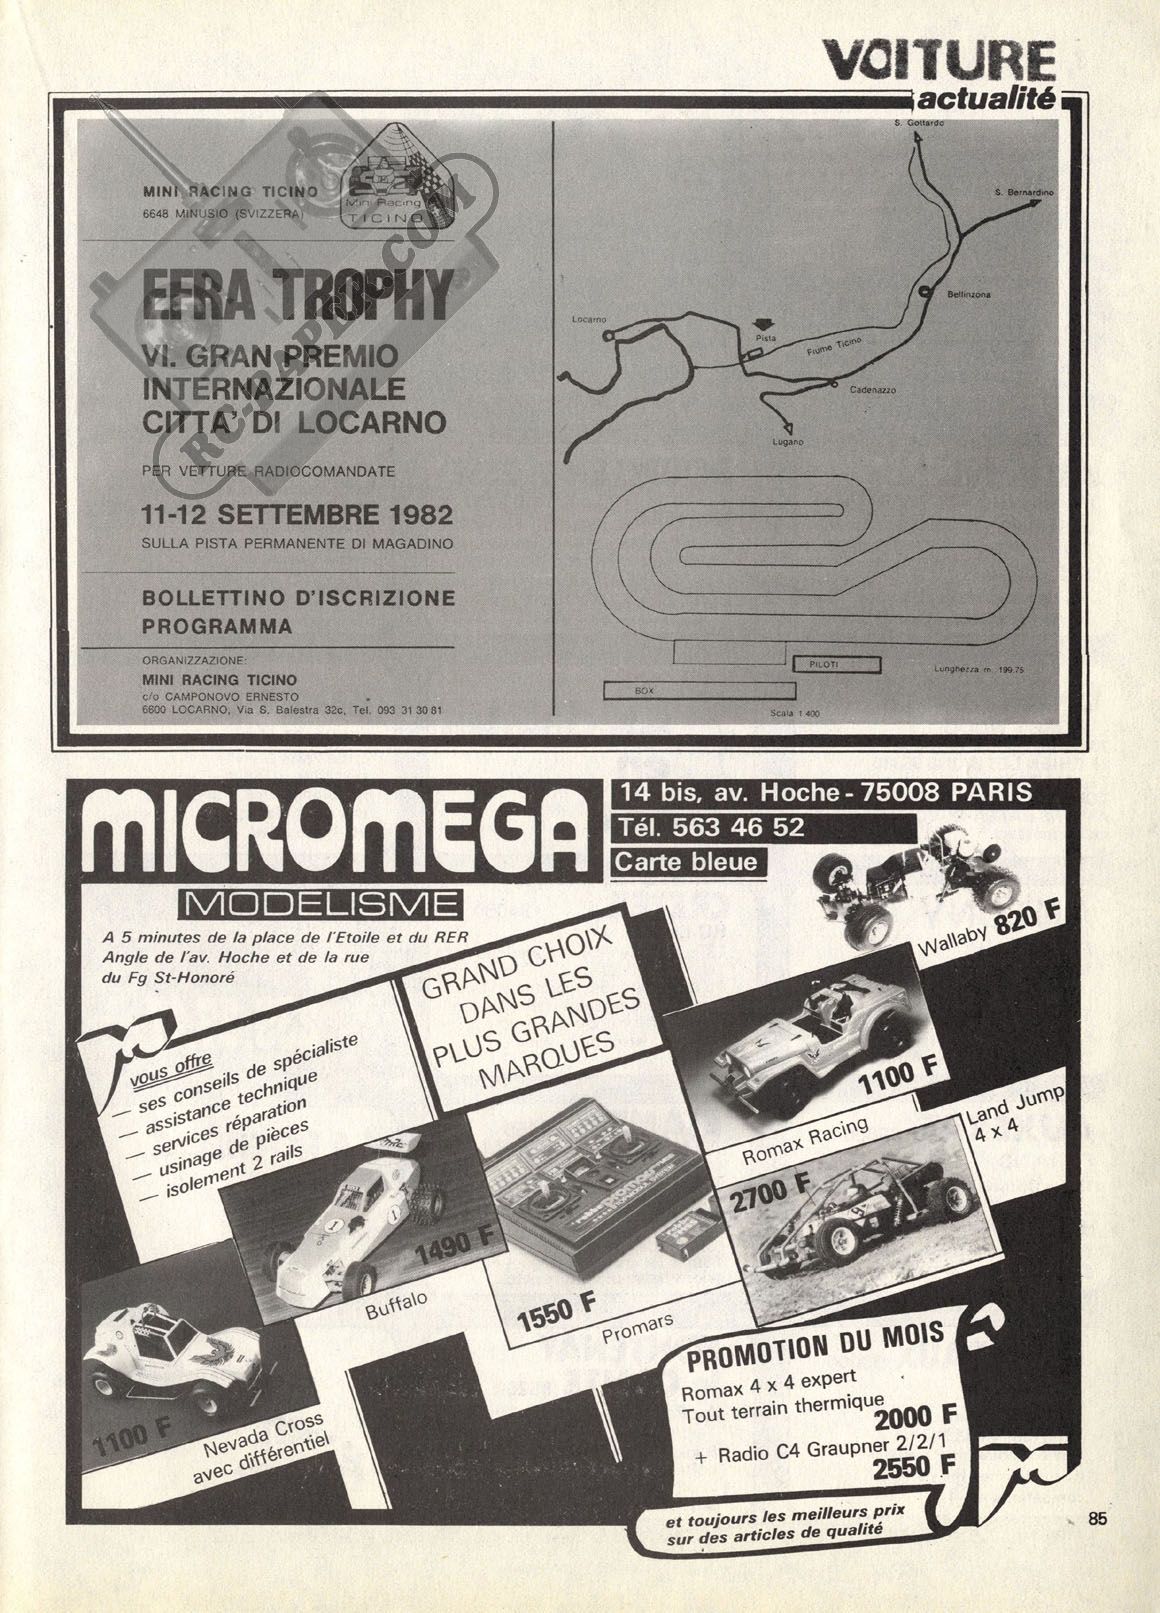 VOITURE
actualité
MINI RACING TICINO
6648 MINUSIO (SVIZZERA)
Mini Racing
TICINO
EFRA TROPHY
VI. GRAN PREMIO
INTERNAZIONALE
CITTA' DI LOCARNO
PER VETTURE RADIOCOMANDATE
11-12 SETTEMBRE 1982
SULLA PISTA PERMANENTE DI MAGADINO
BOLLETTINO D'ISCRIZIONE
PROGRAMMA
ORGANIZZAZIONE:
MINI RACING TICINO
c/o CAMPONOVO ERNESTO
6600 LOCARNO, Via S. Balestra 32c, Tel. 093 31 30 81
RC-PAPER.COM
S. Gottardo
S. Bernardino
Bellinzona
Locarno
Pista
Fiume Ticino
Cadenazzo
Lugano
PILOTI
Lunghezza m. 199.75
BOX
Scala 1 400
MICROMEGA
MODELISME
14 bis, av. Hoche - 75008 PARIS
Tél. 563 46 52
Carte bleue
A 5 minutes de la place de l'Etoile et du RER
Angle de l'av. Hoche et de la rue
du Fg St-Honoré
vous offre
— ses conseils de spécialiste
— assistance technique
— services réparation
— usinage de pièces
— isolement 2 rails
GRAND CHOIX
DANS LES
PLUS GRANDES
MARQUES
Wallaby 820 F
1100 F
Romax Racing
Land Jump
4 x 4
2700 F
1490 F
Buffalo
1550 F
Promars
1100 F
Nevada Cross
avec différentiel
PROMOTION DU MOIS
Romax 4 x 4 expert
Tout terrain thermique
2000 F
+ Radio C4 Graupner 2/2/1
2550 F
et toujours les meilleurs prix
sur des articles de qualité
85